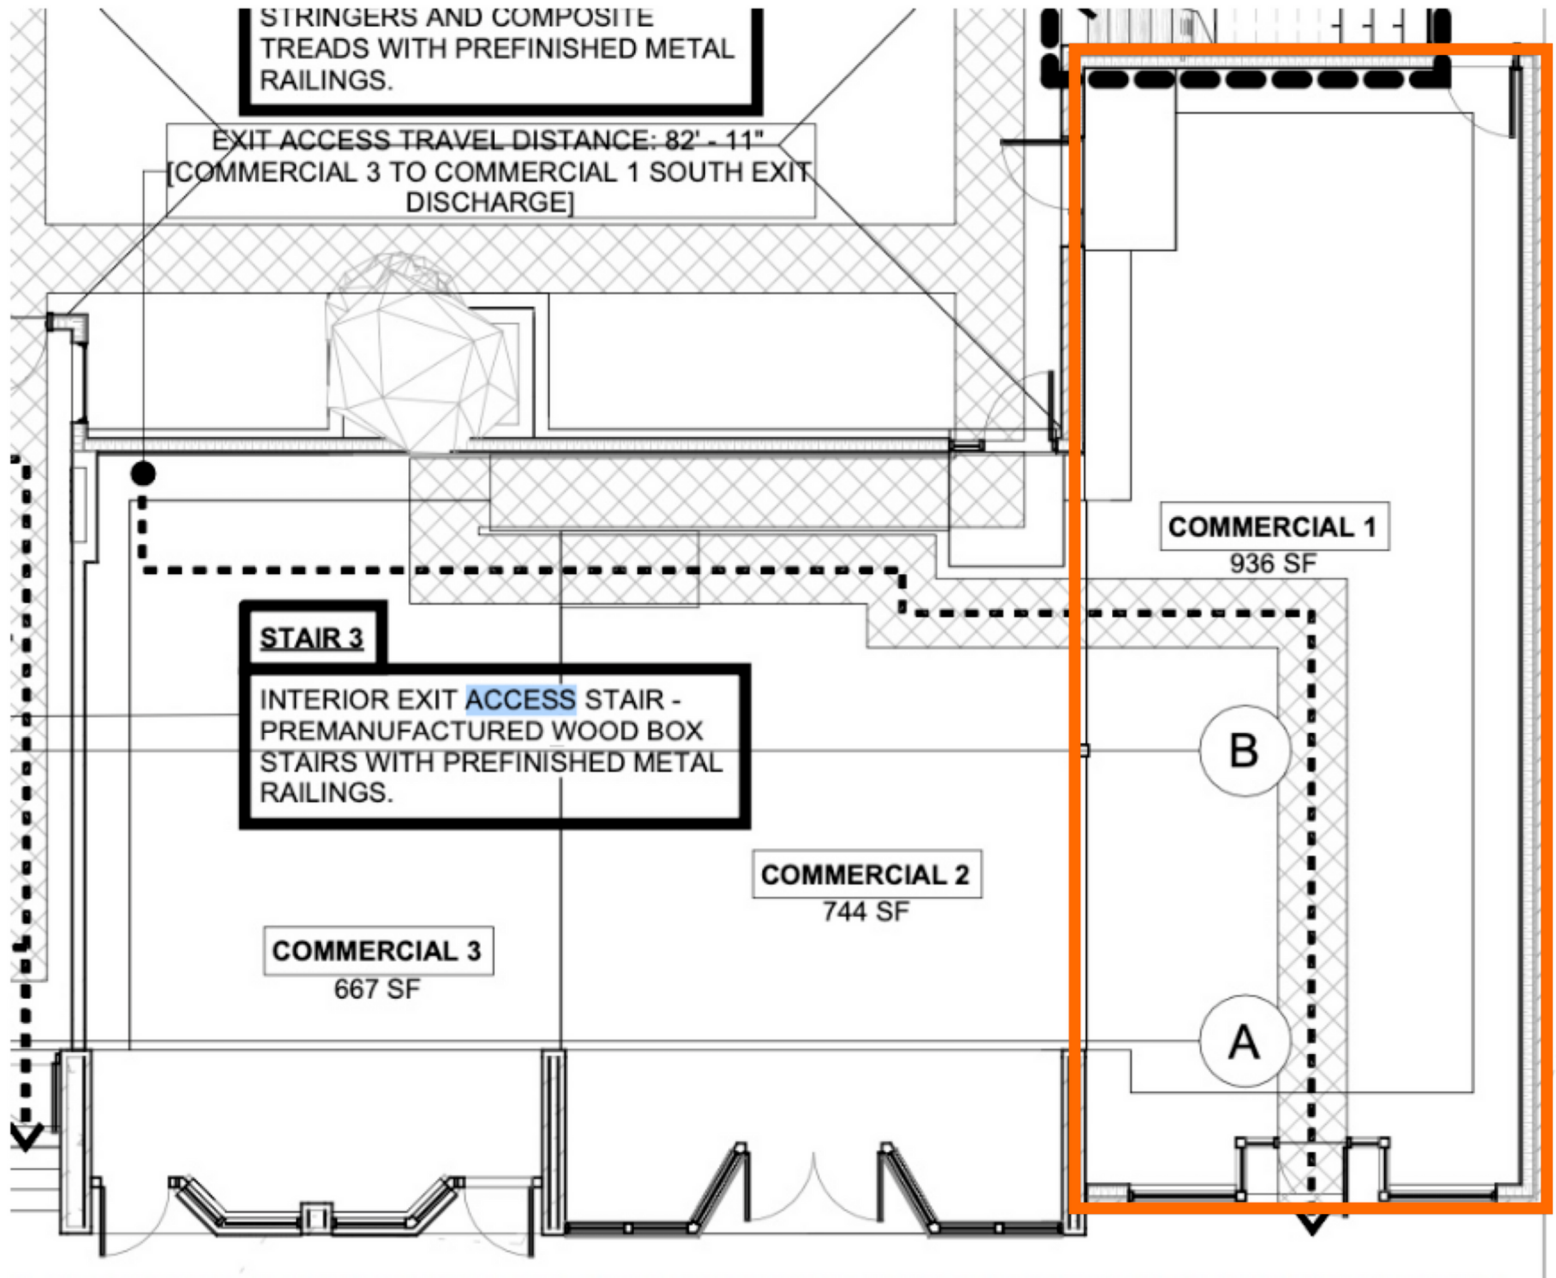 STRINGERS AND COMPOSITE
TREADS WITH PREFINISHED METAL
RAILINGS.
EXIT ACCESS TRAVEL DISTANCE: 82' - 11"
[COMMERCIAL 3 TO COMMERCIAL 1 SOUTH EXIT
DISCHARGE]
COMMERCIAL 1
936 SF
STAIR 3
INTERIOR EXIT ACCESS STAIR -
PREMANUFACTURED WOOD BOX
STAIRS WITH PREFINISHED METAL
RAILINGS.
B
COMMERCIAL 2
744 SF
COMMERCIAL 3
667 SF
A